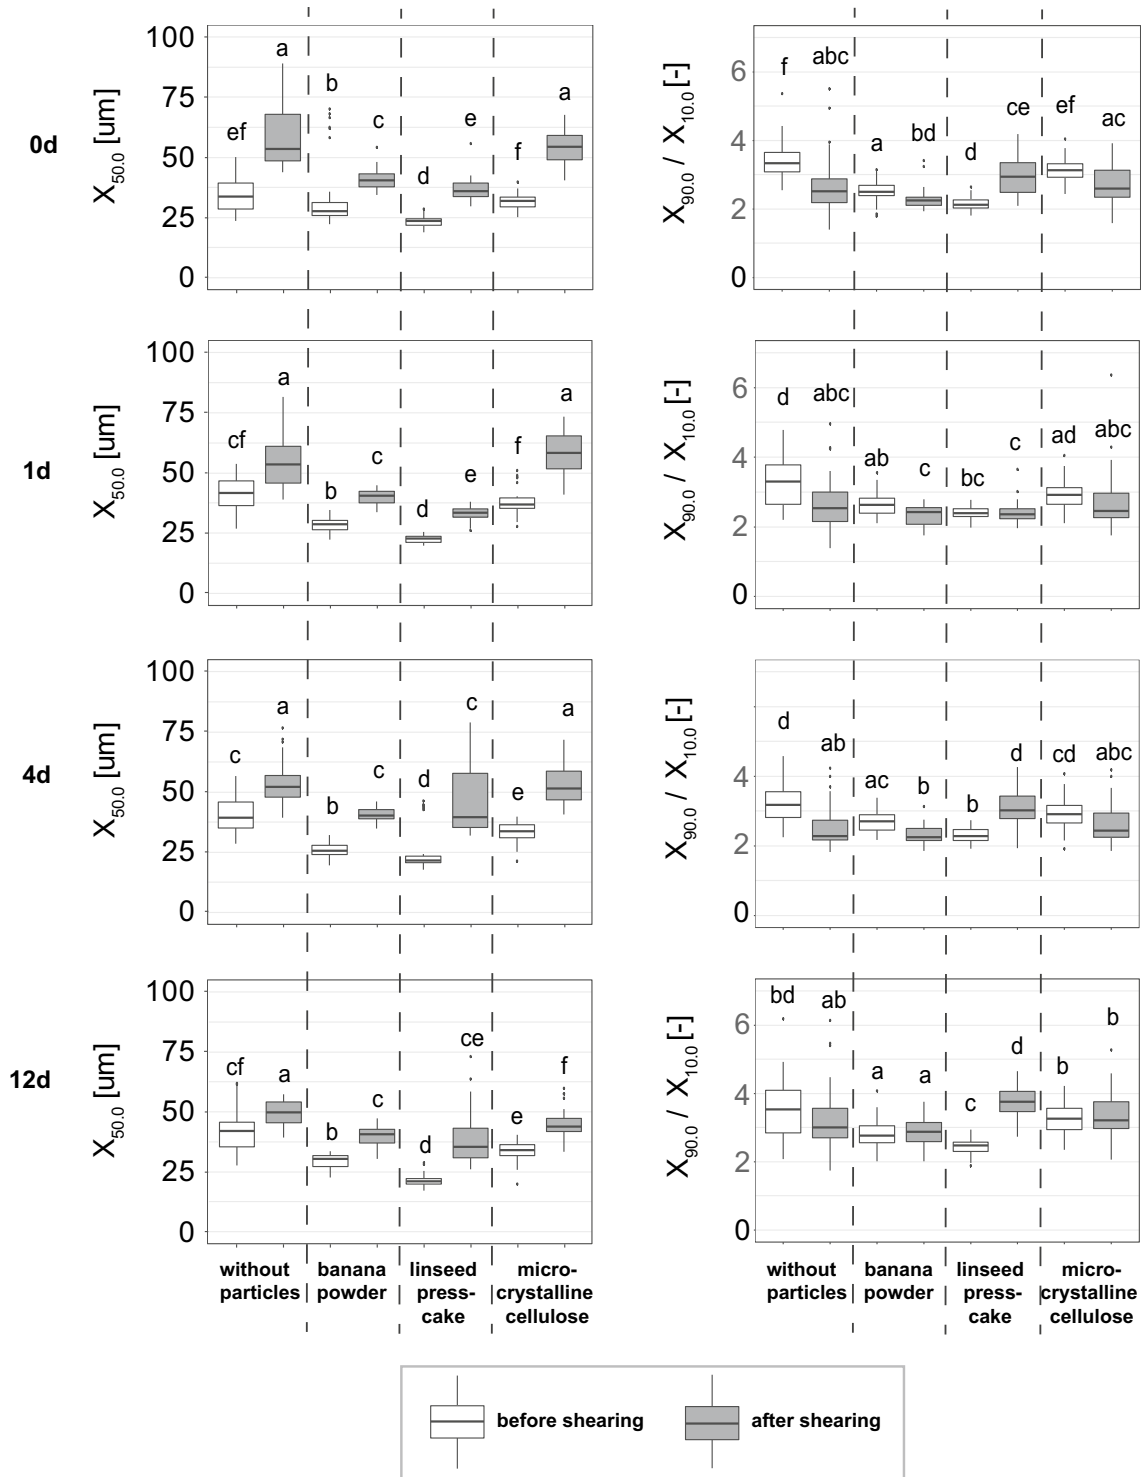 0d
X50.0 [um]
100
75
50
25
0
ef
a
b
c
d
e
f
a
X90.0 / X10.0 [-]
6
4
2
0
f
abc
a
bd
d
ce
ef
ac
1d
X50.0 [um]
100
75
50
25
0
cf
a
b
c
d
e
f
a
X90.0 / X10.0 [-]
6
4
2
0
d
abc
ab
c
bc
c
ad
abc
4d
X50.0 [um]
100
75
50
25
0
c
a
b
c
d
c
e
a
X90.0 / X10.0 [-]
4
2
0
d
ab
ac
b
b
d
cd
abc
12d
X50.0 [um]
100
75
50
25
0
cf
a
b
c
d
ce
e
f
X90.0 / X10.0 [-]
6
4
2
0
bd
ab
a
a
c
d
b
b
without
particles
banana
powder
linseed
press-
cake
micro-
crystalline
cellulose
without
particles
banana
powder
linseed
press-
cake
micro-
crystalline
cellulose
before shearing
after shearing